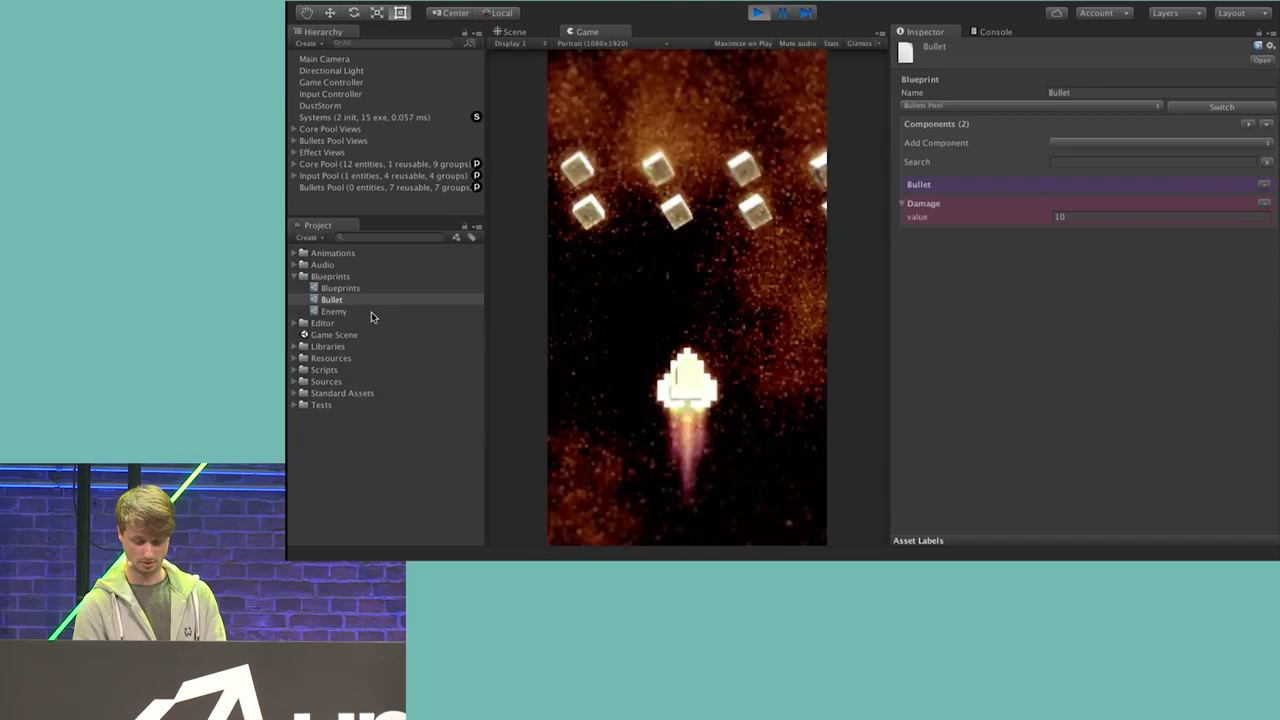 Center Local Account Layers Layout
Hierarchy Scene Game Inspector Console
Create All Display 1 Portrait (1080x1920) Maximize on Play Mute audio Stats Gizmos Bullet
Open
Main Camera
Directional Light
Game Controller
Input Controller
DustStorm
Systems (2 init, 15 exe, 0.057 ms) S
Core Pool Views
Bullets Pool Views
Effect Views
Core Pool (12 entities, 1 reusable, 9 groups) P
Input Pool (1 entities, 4 reusable, 4 groups) P
Bullets Pool (0 entities, 7 reusable, 7 groups, P
Project
Create
Animations
Audio
Blueprints
Blueprints
Bullet
Enemy
Editor
Game Scene
Libraries
Resources
Scripts
Sources
Standard Assets
Tests
Blueprint
Name Bullet
Bullets Pool Switch
Components (2)
Add Component
Search
Bullet
Damage
value 10
Asset Labels